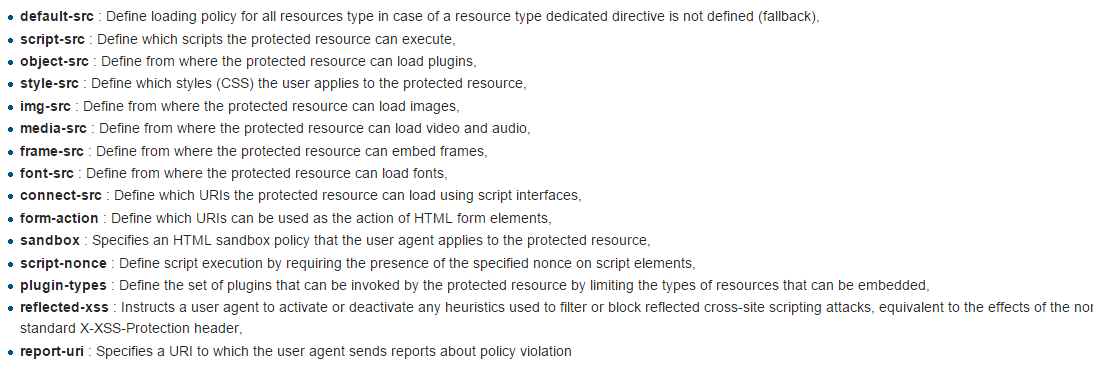 • default-src : Define loading policy for all resources type in case of a resource type dedicated directive is not defined (fallback),
• script-src : Define which scripts the protected resource can execute,
• object-src : Define from where the protected resource can load plugins,
• style-src : Define which styles (CSS) the user applies to the protected resource,
• img-src : Define from where the protected resource can load images,
• media-src : Define from where the protected resource can load video and audio,
• frame-src : Define from where the protected resource can embed frames,
• font-src : Define from where the protected resource can load fonts,
• connect-src : Define which URIs the protected resource can load using script interfaces,
• form-action : Define which URIs can be used as the action of HTML form elements,
• sandbox : Specifies an HTML sandbox policy that the user agent applies to the protected resource,
• script-nonce : Define script execution by requiring the presence of the specified nonce on script elements,
• plugin-types : Define the set of plugins that can be invoked by the protected resource by limiting the types of resources that can be embedded,
• reflected-xss : Instructs a user agent to activate or deactivate any heuristics used to filter or block reflected cross-site scripting attacks, equivalent to the effects of the
standard X-XSS-Protection header,
• report-uri : Specifies a URI to which the user agent sends reports about policy violation